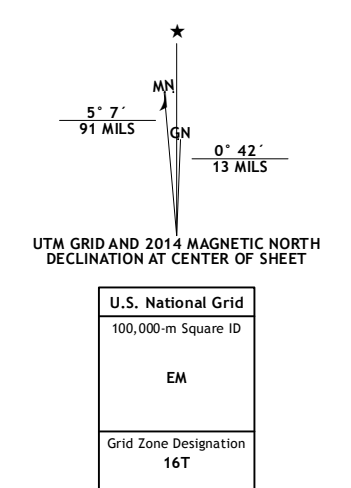 ★
MN
5° 7´
91 MILS
GN
0° 42´
13 MILS
UTM GRID AND 2014 MAGNETIC NORTH
DECLINATION AT CENTER OF SHEET
U.S. National Grid
100,000-m Square ID
EM
Grid Zone Designation
16T